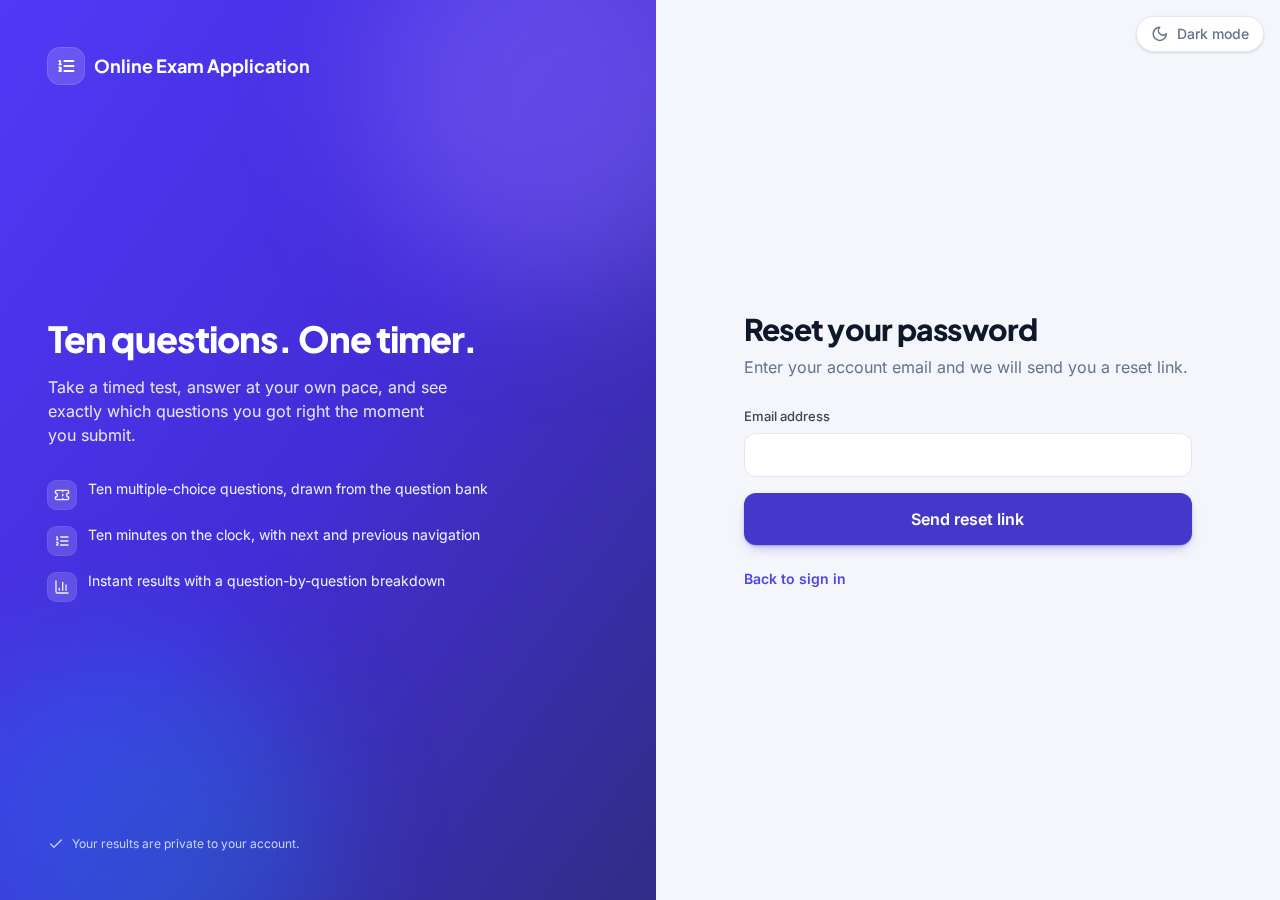 Online Exam Application
Ten questions. One timer.
Take a timed test, answer at your own pace, and see
exactly which questions you got right the moment
you submit.
Ten multiple-choice questions, drawn from the question bank
Ten minutes on the clock, with next and previous navigation
Instant results with a question-by-question breakdown
Your results are private to your account.
Dark mode
Reset your password
Enter your account email and we will send you a reset link.
Email address
Send reset link
Back to sign in